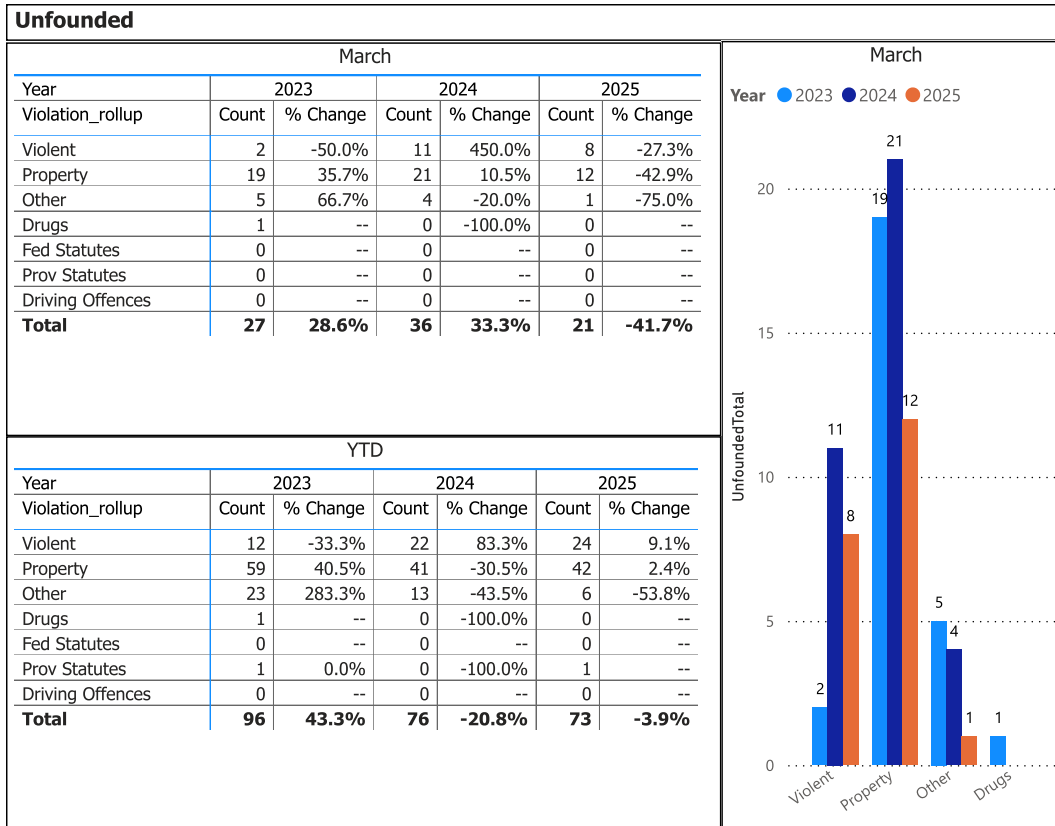 Unfounded
March
Year 2023 2024 2025
Violation_rollup Count % Change Count % Change Count % Change
Violent 2 -50.0% 11 450.0% 8 -27.3%
Property 19 35.7% 21 10.5% 12 -42.9%
Other 5 66.7% 4 -20.0% 1 -75.0%
Drugs 1 -- 0 -100.0% 0 --
Fed Statutes 0 -- 0 -- 0 --
Prov Statutes 0 -- 0 -- 0 --
Driving Offences 0 -- 0 -- 0 --
Total 27 28.6% 36 33.3% 21 -41.7%
YTD
Year 2023 2024 2025
Violation_rollup Count % Change Count % Change Count % Change
Violent 12 -33.3% 22 83.3% 24 9.1%
Property 59 40.5% 41 -30.5% 42 2.4%
Other 23 283.3% 13 -43.5% 6 -53.8%
Drugs 1 -- 0 -100.0% 0 --
Fed Statutes 0 -- 0 -- 0 --
Prov Statutes 1 0.0% 0 -100.0% 1 --
Driving Offences 0 -- 0 -- 0 --
Total 96 43.3% 76 -20.8% 73 -3.9%
March
Year 2023 2024 2025
UnfoundedTotal
20
15
10
5
0
2 11 8
19 21 12
5 4 1
1
Violent Property Other Drugs